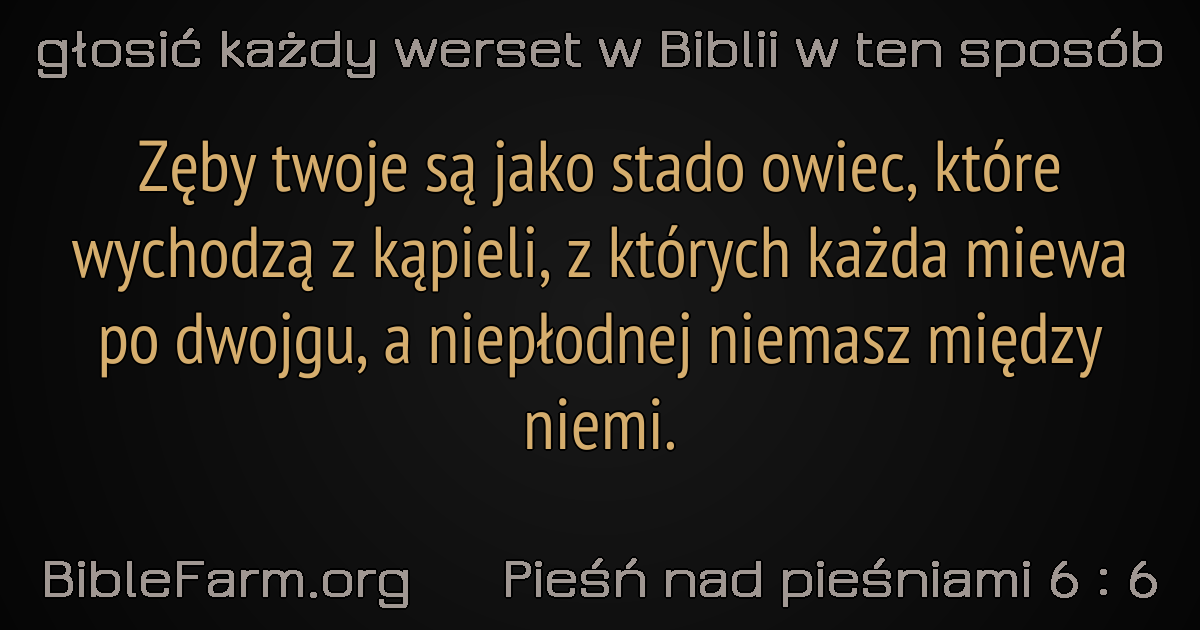 głosić każdy werset w Biblii w ten sposób
Zęby twoje są jako stado owiec, które
wychodzą z kąpieli, z których każda miewa
po dwojgu, a niepłodnej niemasz między
niemi.
BibleFarm.org Pieśń nad pieśniami 6 : 6